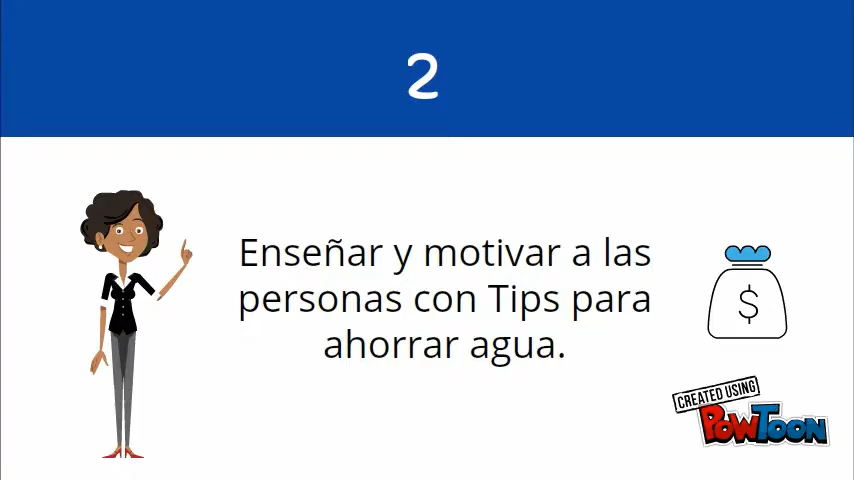 2
Enseñar y motivar a las
personas con Tips para
ahorrar agua.
$
CREATED USING
POWTOON